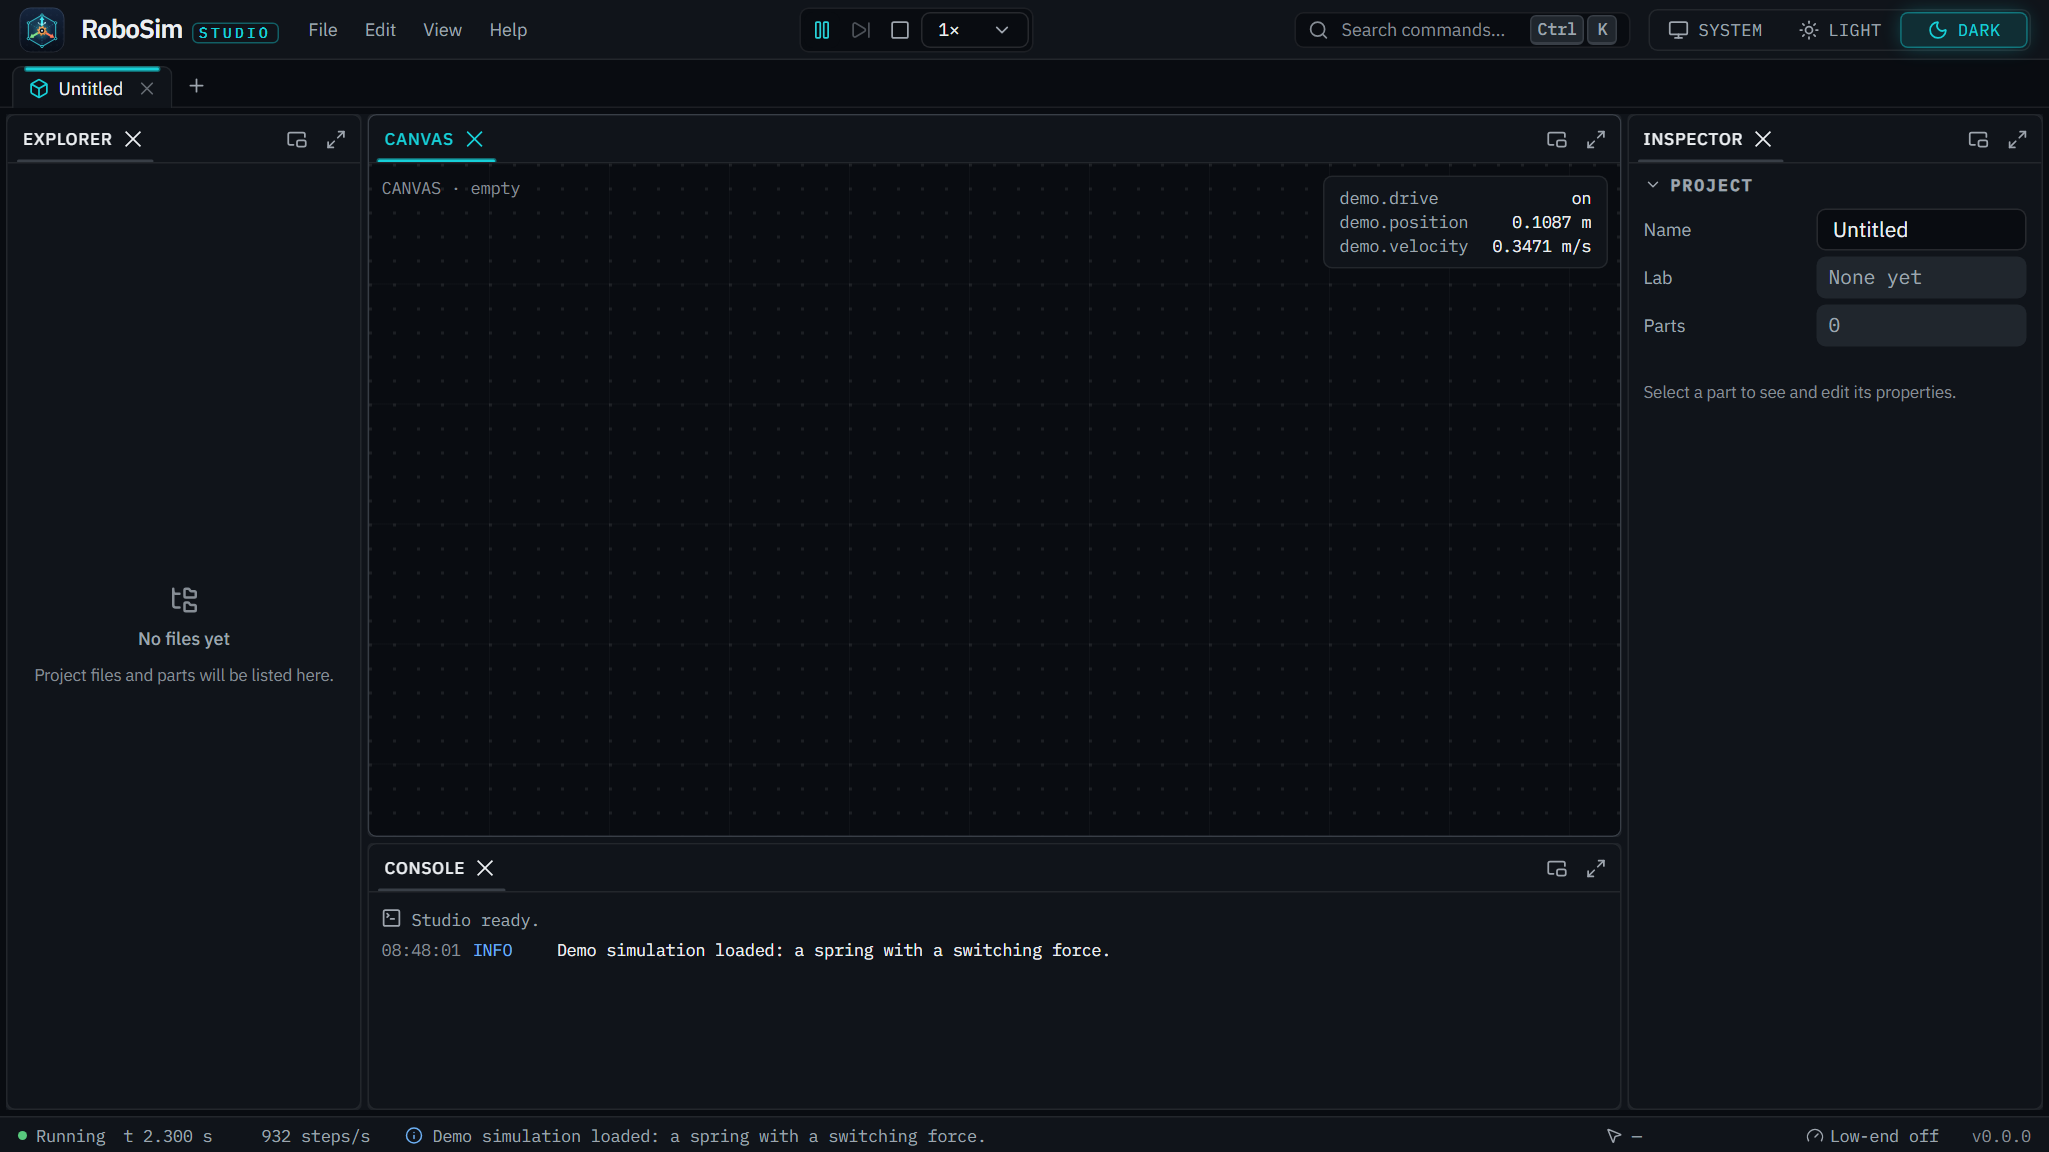 RoboSim STUDIO File Edit View Help 1× Search commands... Ctrl K SYSTEM LIGHT DARK
Untitled
EXPLORER
No files yet
Project files and parts will be listed here.
CANVAS
CANVAS · empty
demo.drive on
demo.position 0.1087 m
demo.velocity 0.3471 m/s
CONSOLE
Studio ready.
08:48:01 INFO Demo simulation loaded: a spring with a switching force.
INSPECTOR
PROJECT
Name Untitled
Lab None yet
Parts 0
Select a part to see and edit its properties.
Running t 2.300 s 932 steps/s Demo simulation loaded: a spring with a switching force. — Low-end off v0.0.0